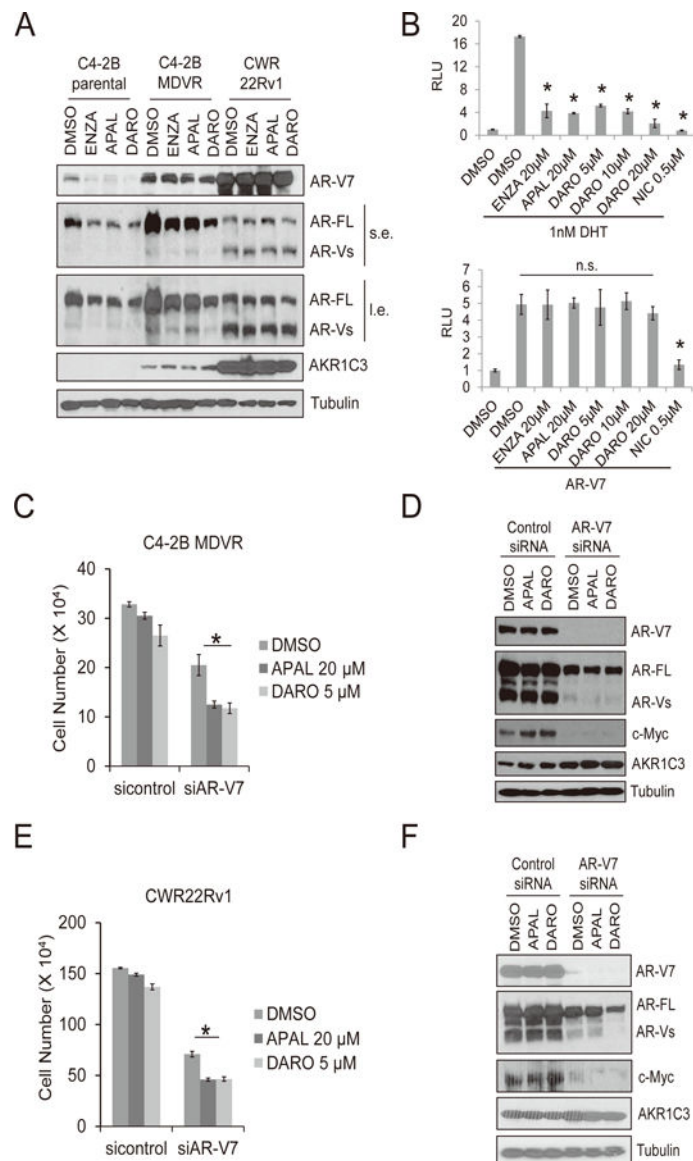 A
C4-2B
parental
C4-2B
MDVR
CWR
22Rv1
DMSO
ENZA
APAL
DARO
DMSO
ENZA
APAL
DARO
DMSO
ENZA
APAL
DARO
AR-V7
AR-FL
AR-Vs
s.e.
AR-FL
AR-Vs
l.e.
AKR1C3
Tubulin
B
20
16
12
8
4
0
RLU
* * * * * *
DMSO
DMSO
ENZA 20µM
APAL 20µM
DARO 5µM
DARO 10µM
DARO 20µM
NIC 0.5µM
1nM DHT
7
6
5
4
3
2
1
0
RLU
n.s.
*
DMSO
DMSO
ENZA 20µM
APAL 20µM
DARO 5µM
DARO 10µM
DARO 20µM
NIC 0.5µM
AR-V7
C
C4-2B MDVR
40
30
20
10
0
Cell Number (X 10⁴)
*
DMSO
APAL 20 µM
DARO 5 µM
sicontrol siAR-V7
D
Control
siRNA
AR-V7
siRNA
DMSO
APAL
DARO
DMSO
APAL
DARO
AR-V7
AR-FL
AR-Vs
c-Myc
AKR1C3
Tubulin
E
CWR22Rv1
200
150
100
50
0
Cell Number (X 10⁴)
*
DMSO
APAL 20 µM
DARO 5 µM
sicontrol siAR-V7
F
Control
siRNA
AR-V7
siRNA
DMSO
APAL
DARO
DMSO
APAL
DARO
AR-V7
AR-FL
AR-Vs
c-Myc
AKR1C3
Tubulin